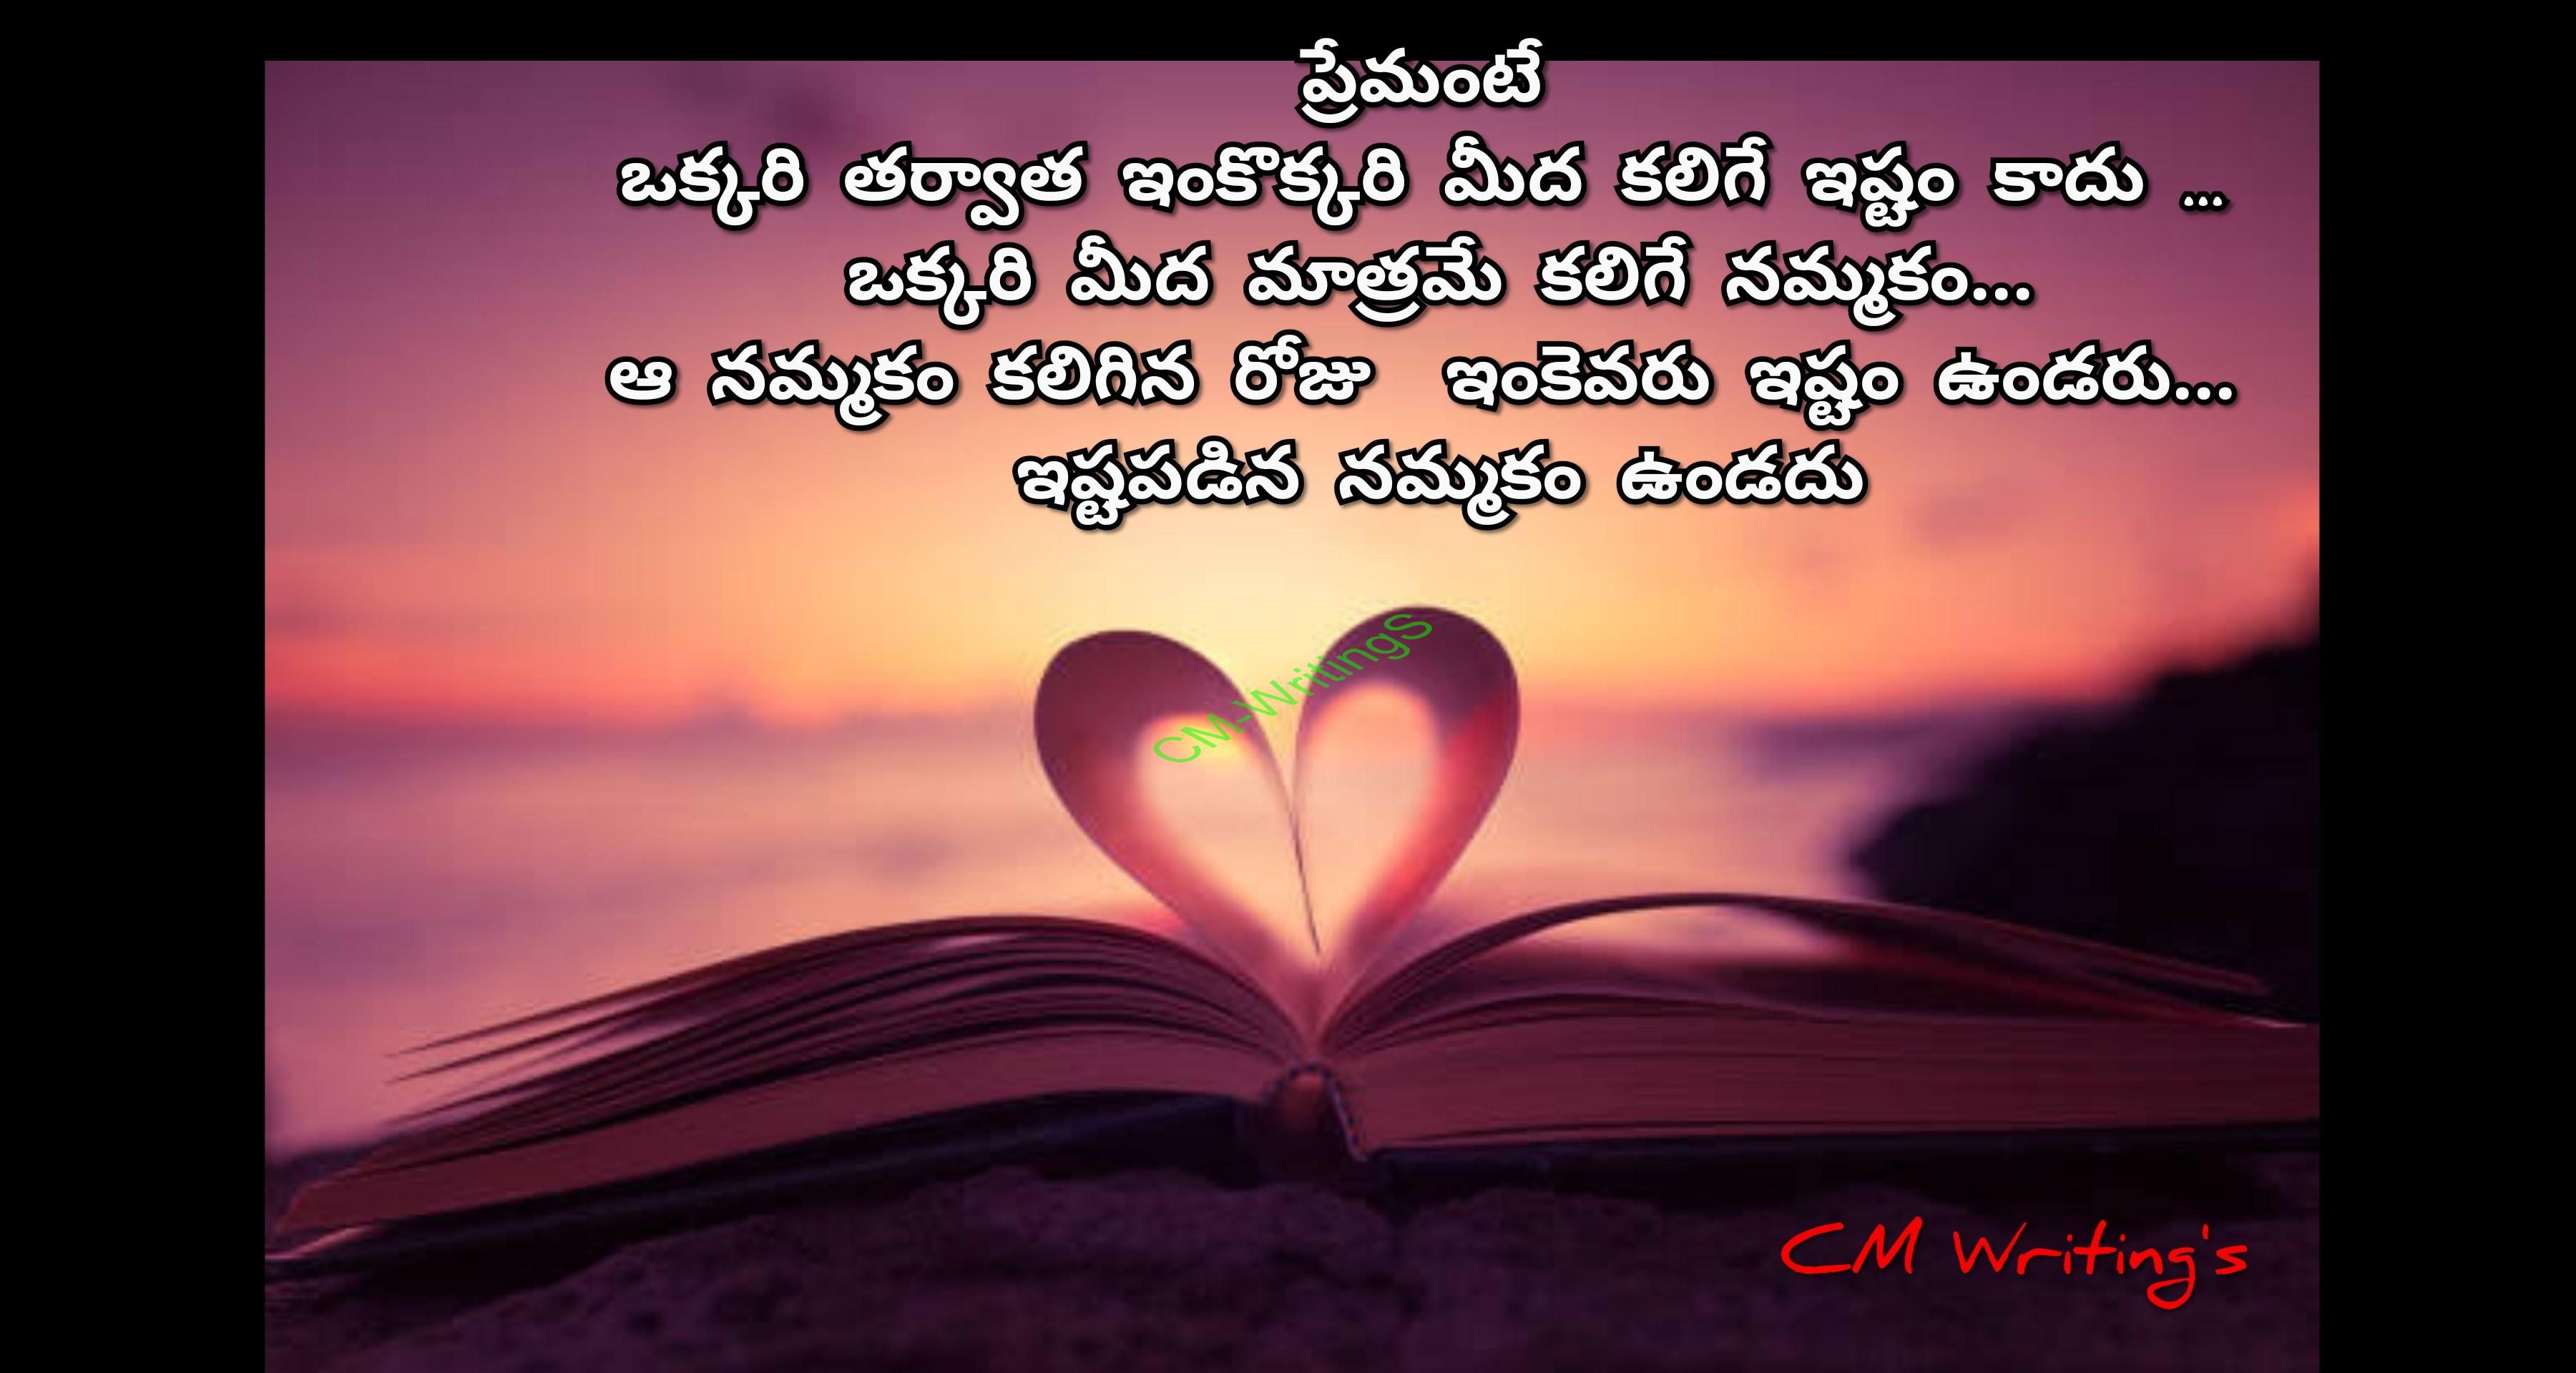 ప్రేమంటే
ఒక్కరి తర్వాత ఇంకొక్కరి మీద కలిగే ఇష్టం కాదు ...
ఒక్కరి మీద మాత్రమే కలిగే నమ్మకం...
ఆ నమ్మకం కలిగిన రోజు ఇంకెవరు ఇష్టం ఉండరు...
ఇష్టపడిన నమ్మకం ఉండదు
CM-WritingS
CM Writing's